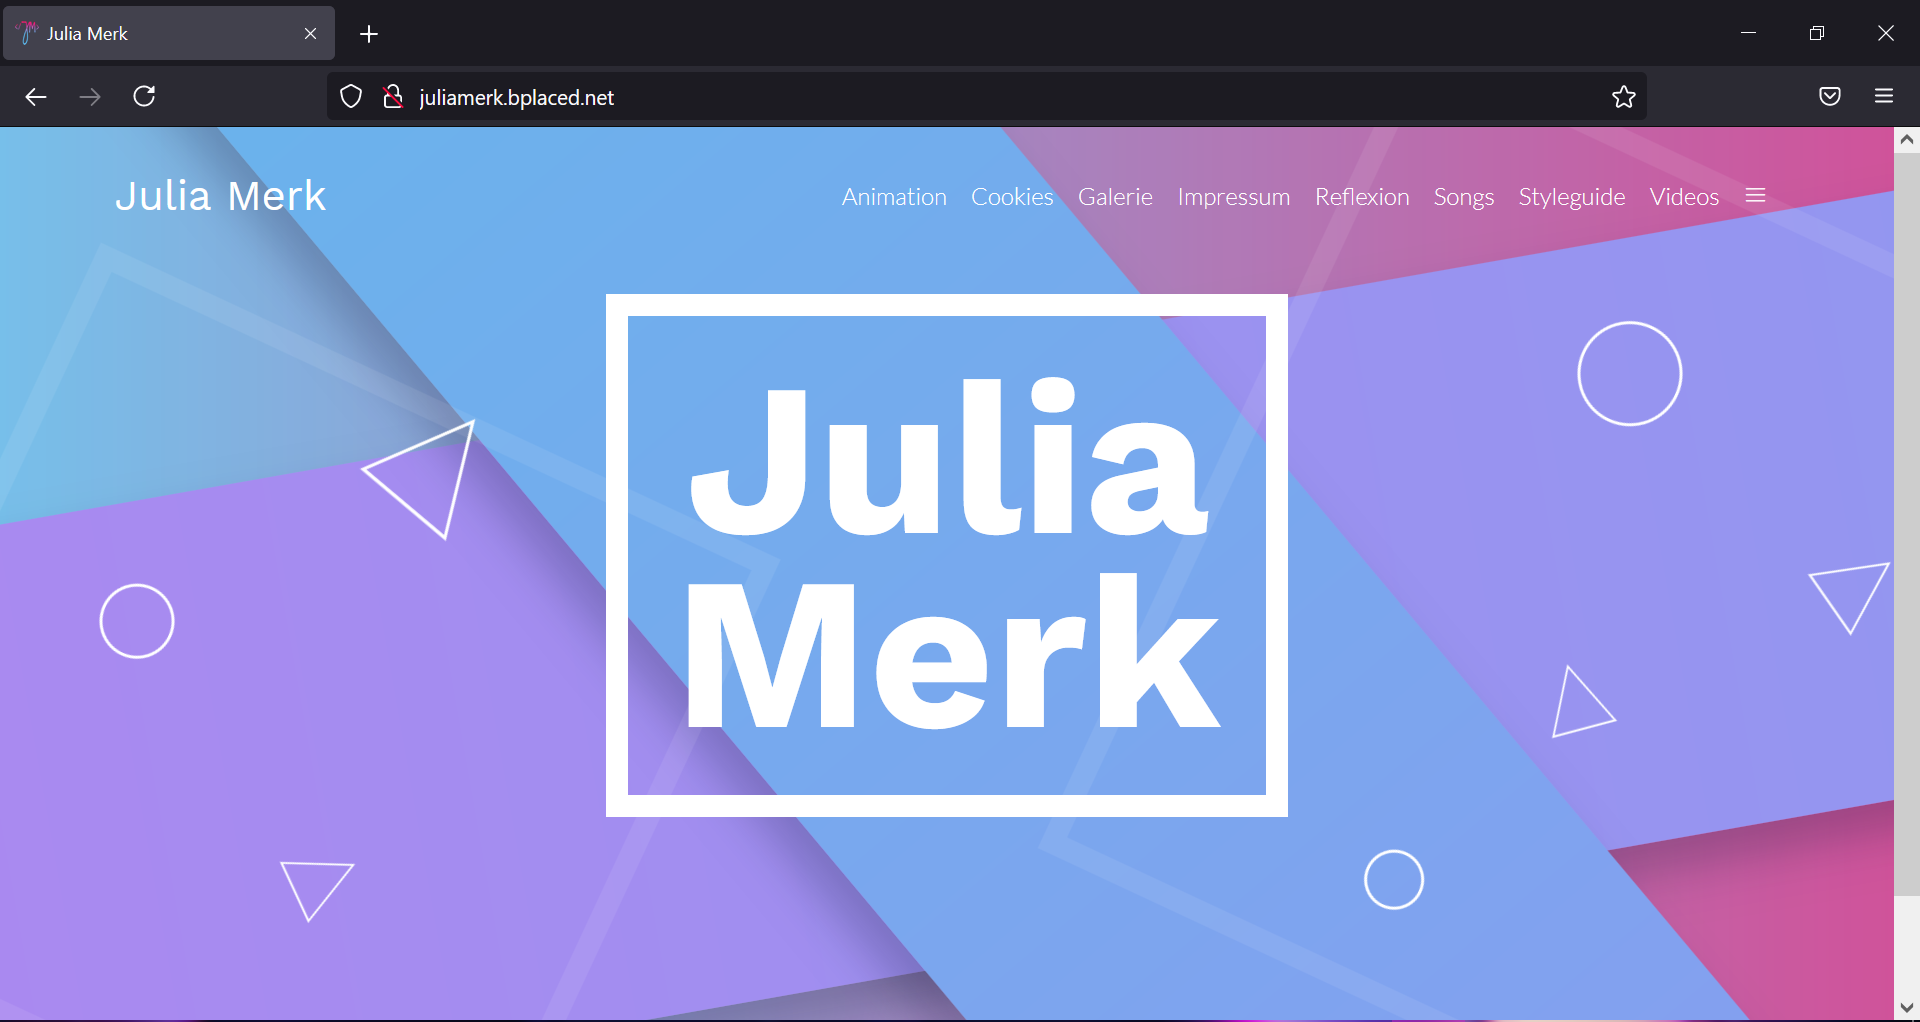 Julia Merk
juliamerk.bplaced.net
Julia Merk
Animation Cookies Galerie Impressum Reflexion Songs Styleguide Videos
Julia
Merk